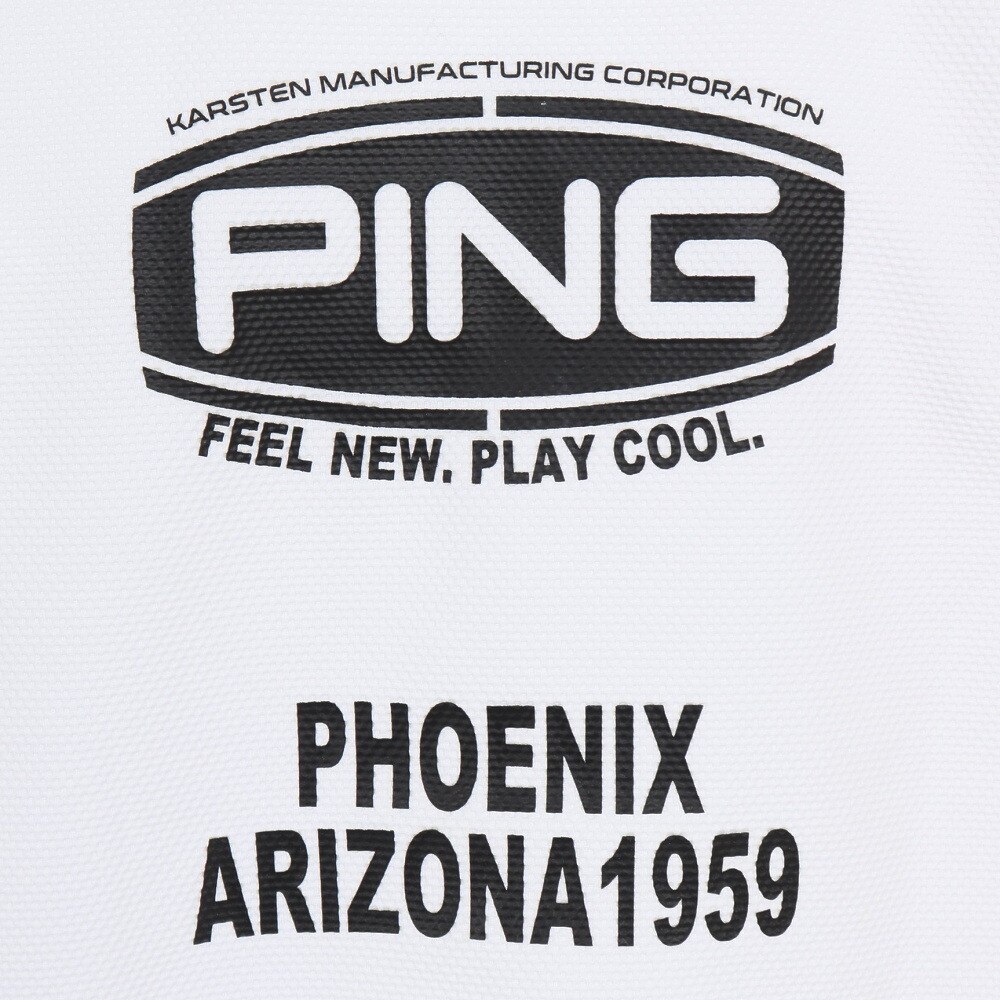 KARSTEN MANUFACTURING CORPORATION
PING
FEEL NEW. PLAY COOL.
PHOENIX
ARIZONA1959